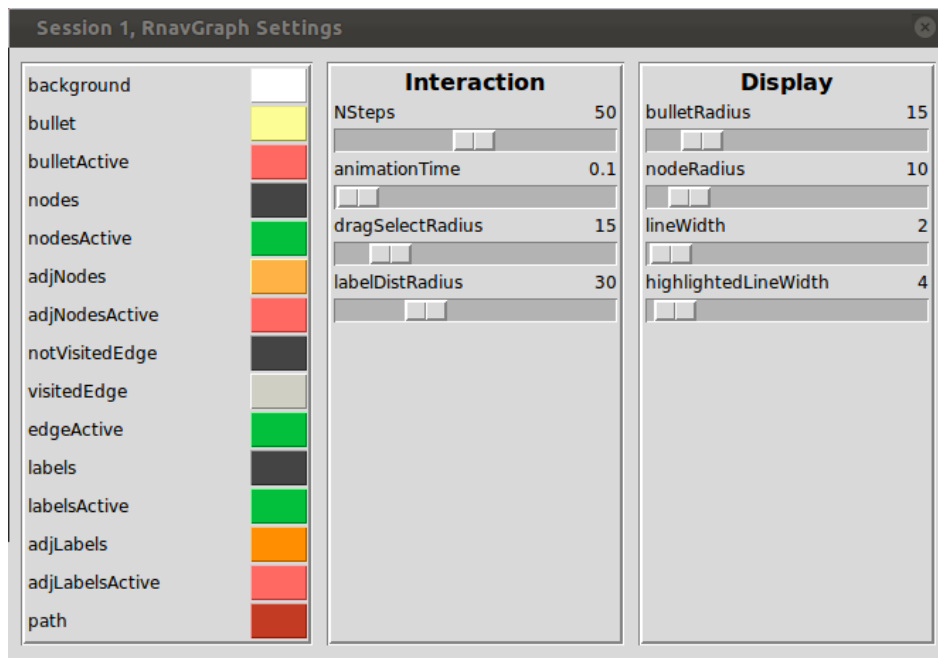 Session 1, RnavGraph Settings
background
bullet
bulletActive
nodes
nodesActive
adjNodes
adjNodesActive
notVisitedEdge
visitedEdge
edgeActive
labels
labelsActive
adjLabels
adjLabelsActive
path
Interaction
NSteps 50
animationTime 0.1
dragSelectRadius 15
labelDistRadius 30
Display
bulletRadius 15
nodeRadius 10
lineWidth 2
highlightedLineWidth 4